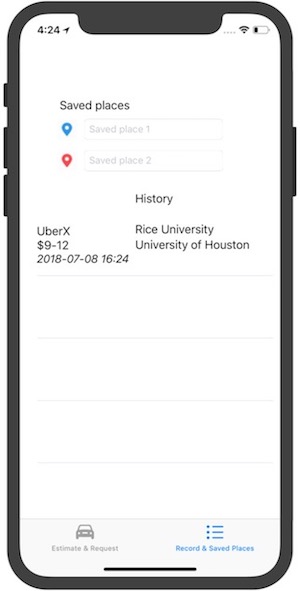 4:24
Saved places
Saved place 1
Saved place 2
History
UberX
Rice University
$9-12
University of Houston
2018-07-08 16:24
Estimate & Request
Record & Saved Places